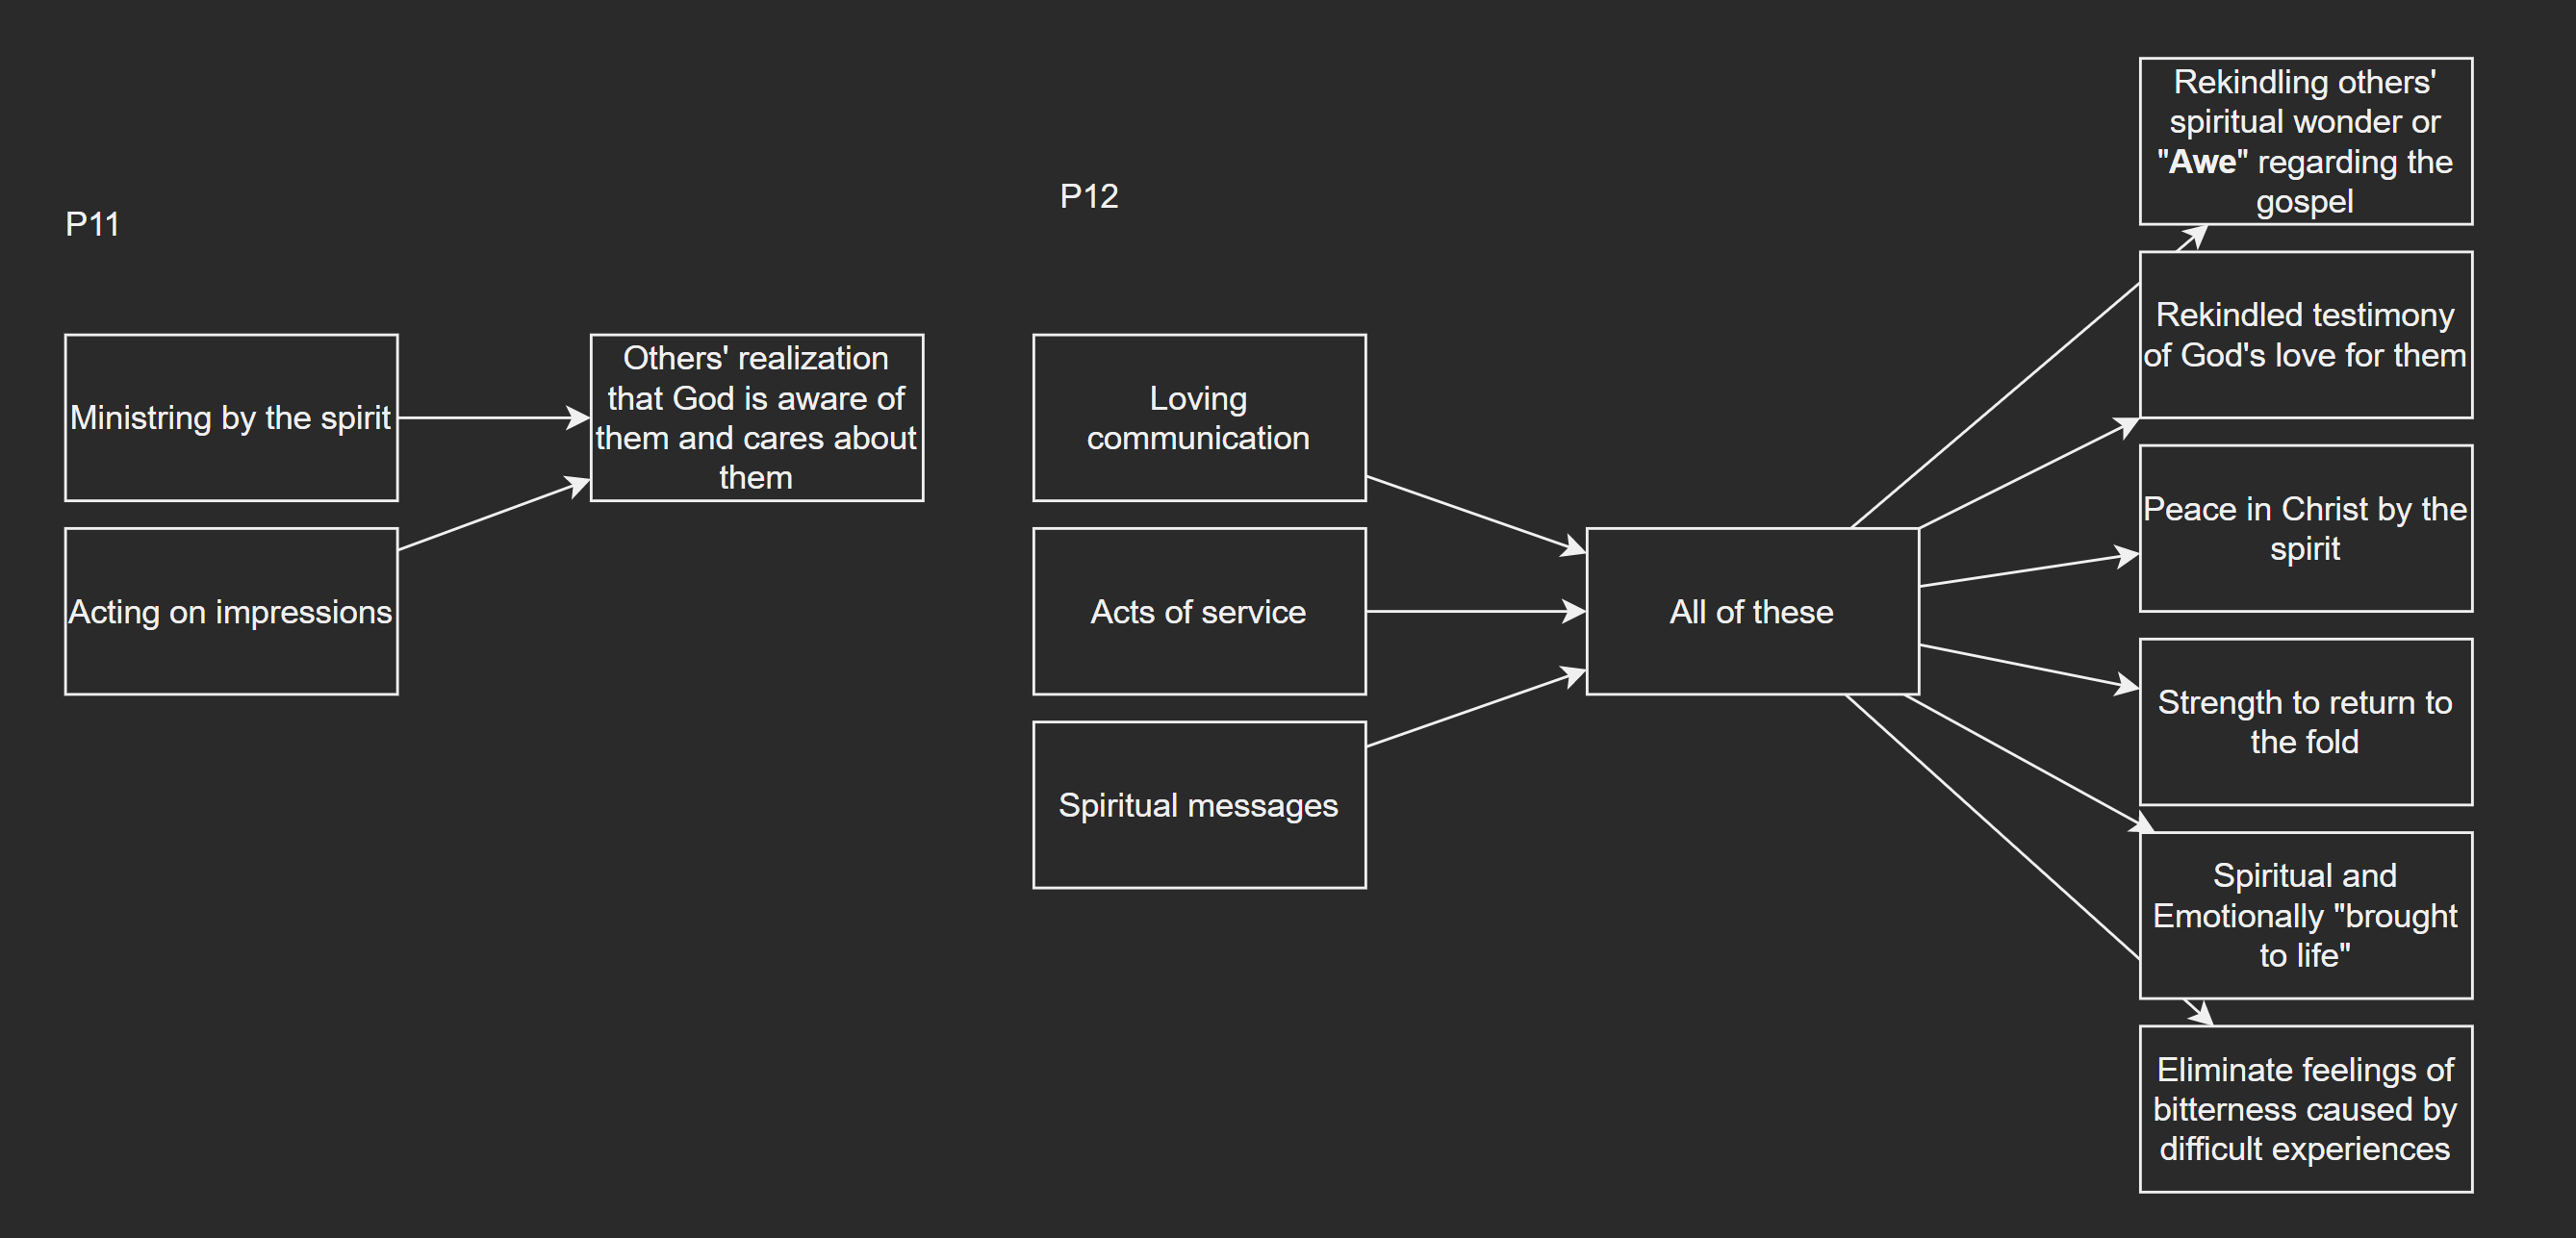 P11
Ministring by the spirit
Acting on impressions
Others' realization
that God is aware of
them and cares about
them
P12
Loving
communication
Acts of service
Spiritual messages
All of these
Rekindling others'
spiritual wonder or
"Awe" regarding the
gospel
Rekindled testimony
of God's love for them
Peace in Christ by the
spirit
Strength to return to
the fold
Spiritual and
Emotionally "brought
to life"
Eliminate feelings of
bitterness caused by
difficult experiences